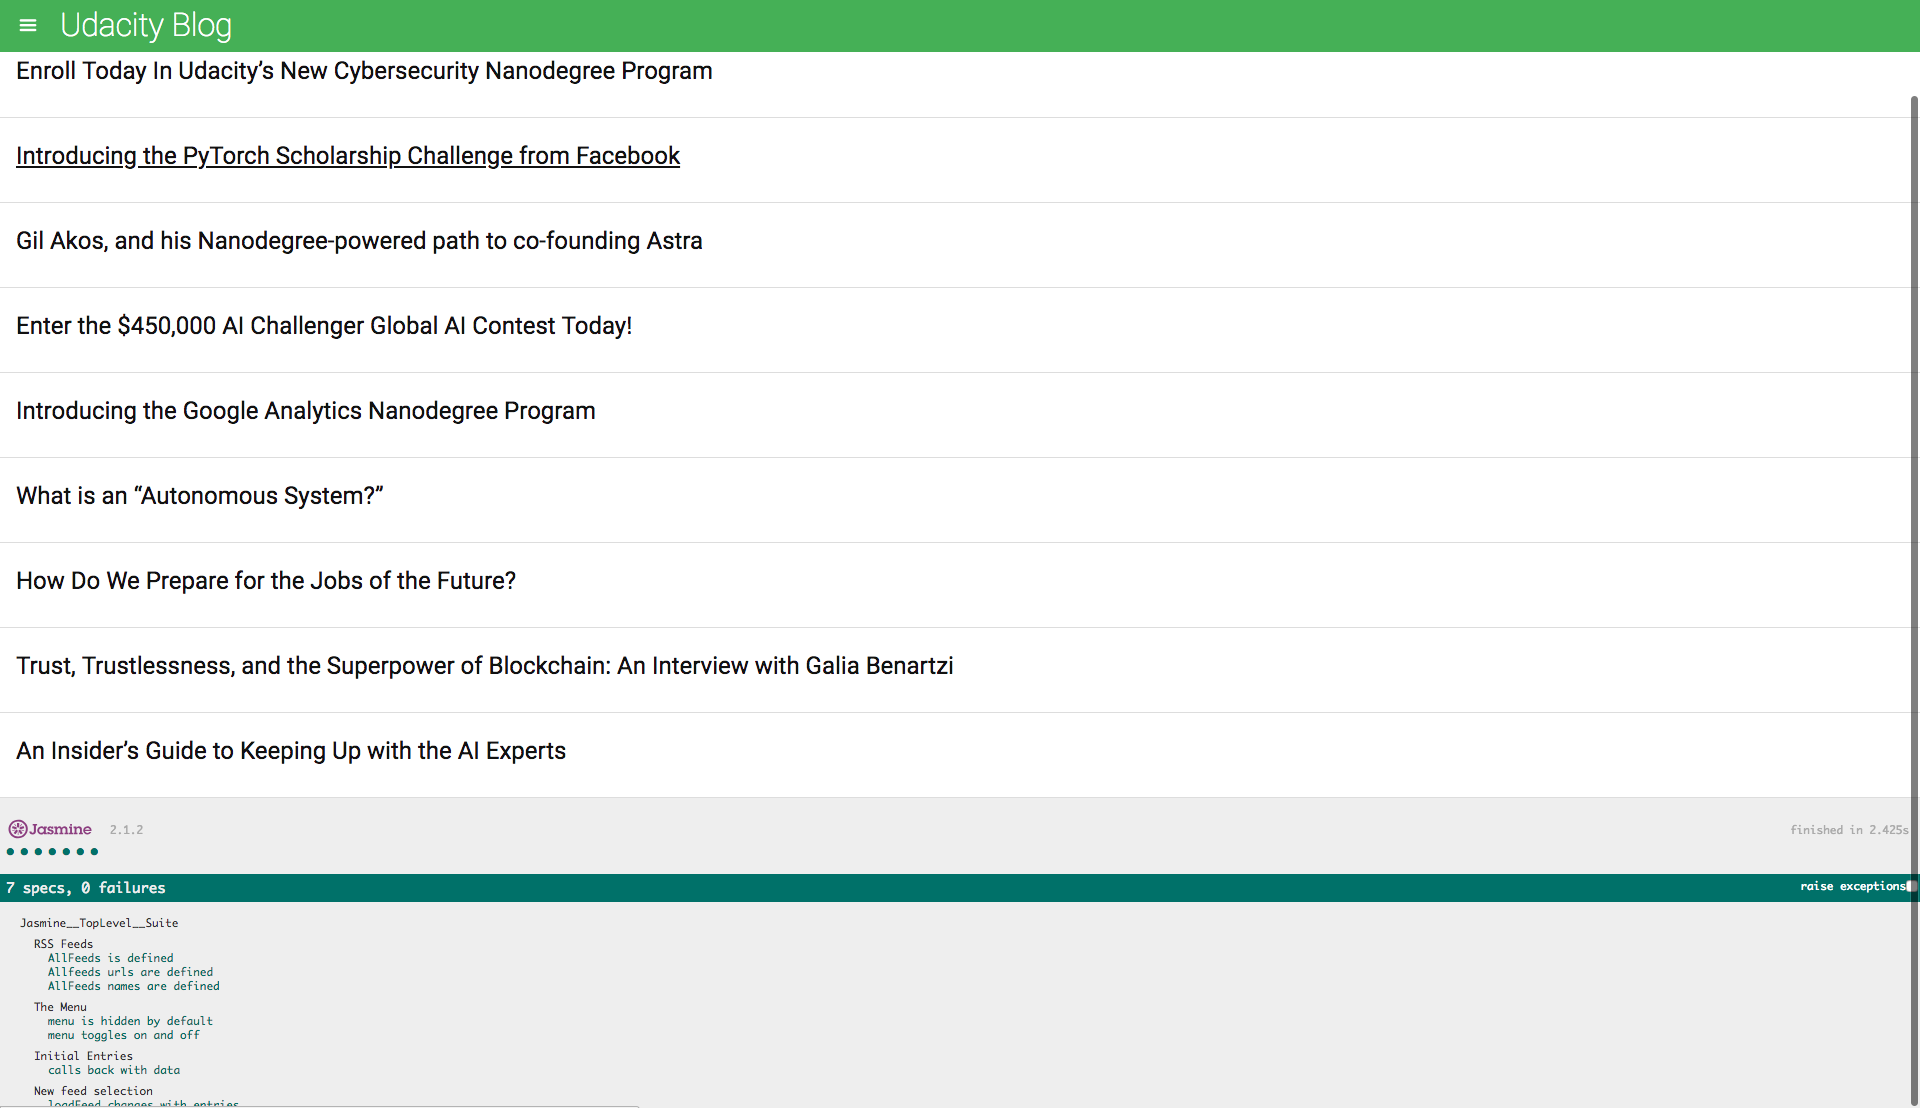 Udacity Blog
Enroll Today In Udacity’s New Cybersecurity Nanodegree Program
Introducing the PyTorch Scholarship Challenge from Facebook
Gil Akos, and his Nanodegree-powered path to co-founding Astra
Enter the $450,000 AI Challenger Global AI Contest Today!
Introducing the Google Analytics Nanodegree Program
What is an “Autonomous System?”
How Do We Prepare for the Jobs of the Future?
Trust, Trustlessness, and the Superpower of Blockchain: An Interview with Galia Benartzi
An Insider’s Guide to Keeping Up with the AI Experts
Jasmine 2.1.2 finished in 2.425s
7 specs, 0 failures raise exceptions
Jasmine__TopLevel__Suite
RSS Feeds
AllFeeds is defined
Allfeeds urls are defined
AllFeeds names are defined
The Menu
menu is hidden by default
menu toggles on and off
Initial Entries
calls back with data
New feed selection
loadFeed changes with entries